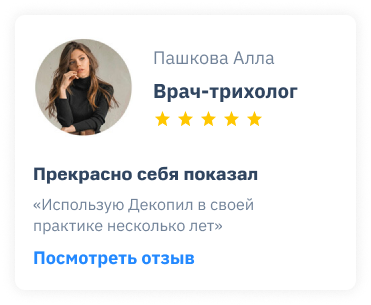 Пашкова Алла
Врач-трихолог
Прекрасно себя показал
«Использую Декопил в своей
практике несколько лет»
Посмотреть отзыв